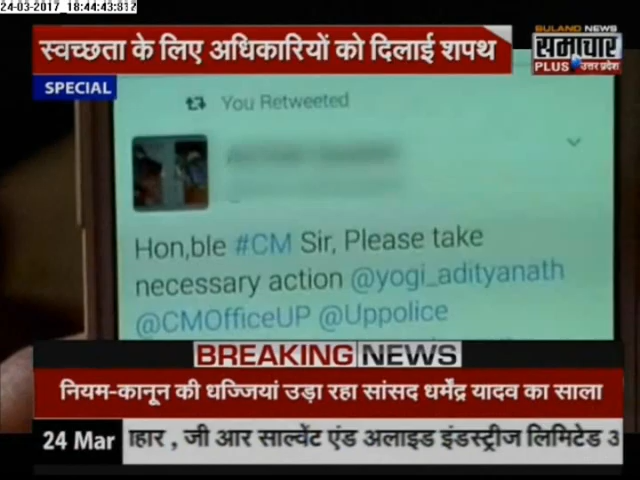 24-03-2017 18:44:43:812
स्वच्छता के लिए अधिकारियों को दिलाई शपथ
BULAND NEWS
समाचार
PLUS उत्तर प्रदेश
SPECIAL
You Retweeted
Hon,ble #CM Sir, Please take
necessary action @yogi_adityanath
@CMOfficeUP @Uppolice
BREAKING NEWS
नियम-कानून की धज्जियां उड़ा रहा सांसद धर्मेंद्र यादव का साला
24 Mar
ाहार , जी आर साल्वेंट एंड अलाइड इंडस्ट्रीज लिमिटेड